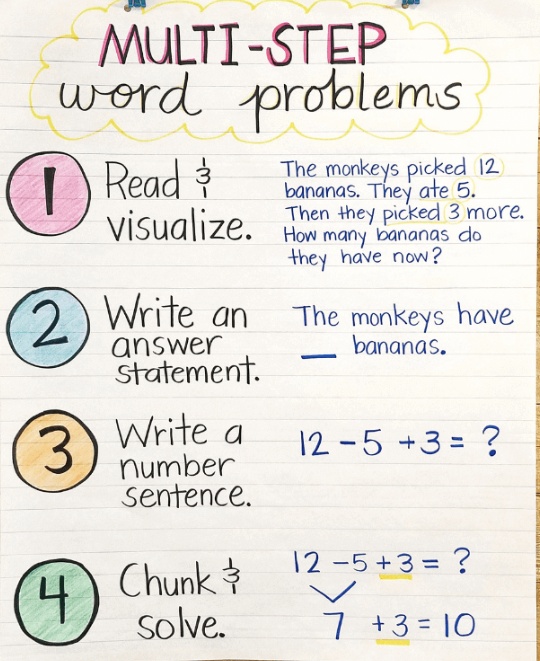 MULTI-STEP
word problems
1
Read &
visualize.
The monkeys picked 12
bananas. They ate 5.
Then they picked 3 more.
How many bananas do
they have now?
2
Write an
answer
statement.
The monkeys have
__ bananas.
3
Write a
number
sentence.
12 - 5 + 3 = ?
4
Chunk &
solve.
12 - 5 + 3 = ?
7 + 3 = 10